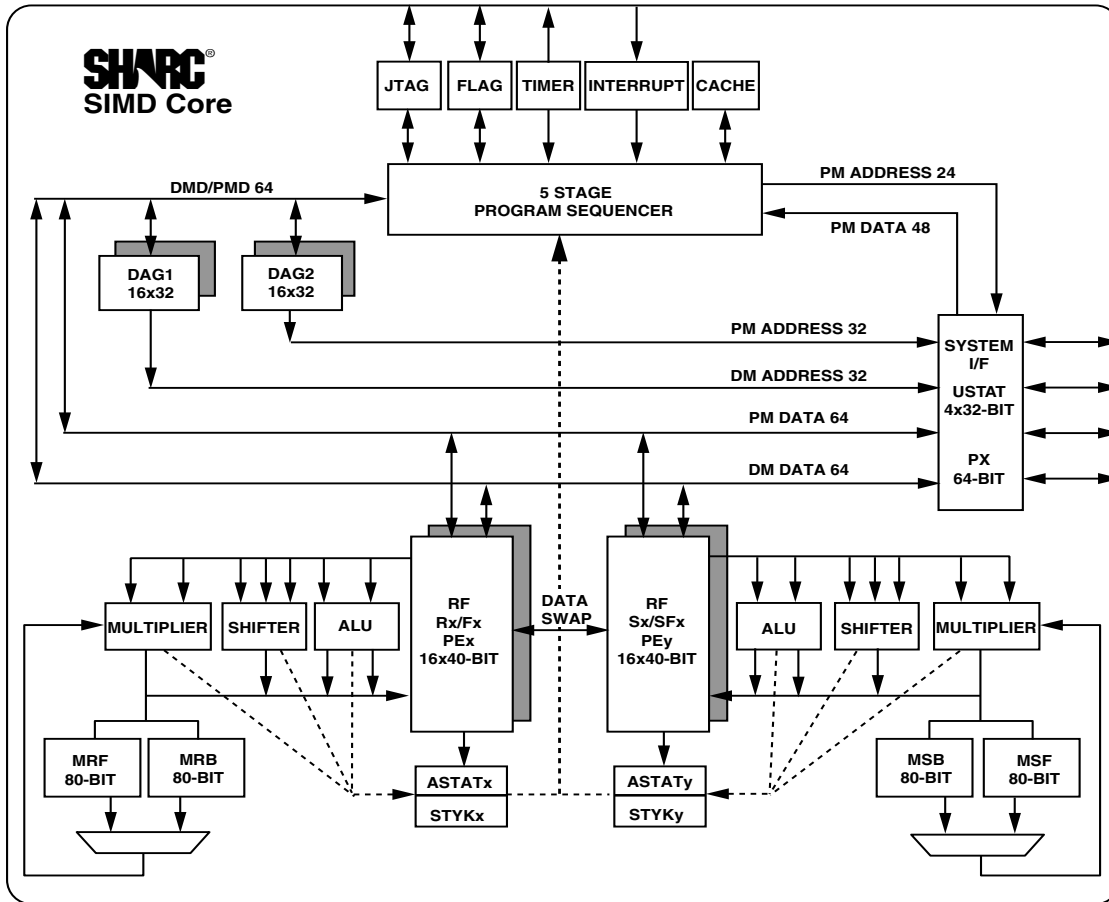 SHARC®
SIMD Core
JTAG
FLAG
TIMER
INTERRUPT
CACHE
5 STAGE
PROGRAM SEQUENCER
PM ADDRESS 24
PM DATA 48
DMD/PMD 64
DAG1
16x32
DAG2
16x32
PM ADDRESS 32
DM ADDRESS 32
PM DATA 64
DM DATA 64
SYSTEM
I/F
USTAT
4x32-BIT
PX
64-BIT
MULTIPLIER
SHIFTER
ALU
RF
Rx/Fx
PEx
16x40-BIT
DATA
SWAP
RF
Sx/SFx
PEy
16x40-BIT
ALU
SHIFTER
MULTIPLIER
MRF
80-BIT
MRB
80-BIT
ASTATx
STYKx
ASTATy
STYKy
MSB
80-BIT
MSF
80-BIT